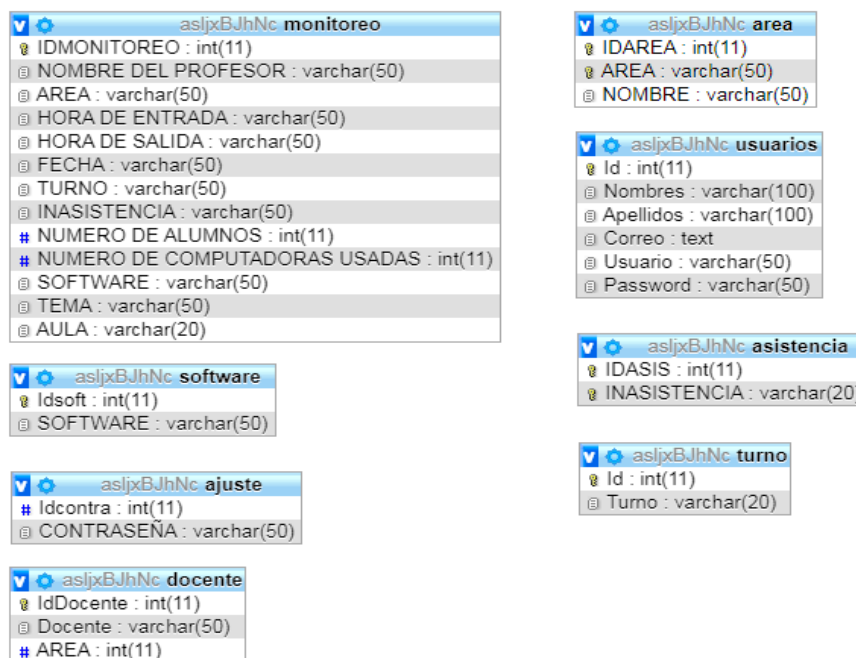 asljxBJhNc monitoreo
IDMONITOREO : int(11)
NOMBRE DEL PROFESOR : varchar(50)
AREA : varchar(50)
HORA DE ENTRADA : varchar(50)
HORA DE SALIDA : varchar(50)
FECHA : varchar(50)
TURNO : varchar(50)
INASISTENCIA : varchar(50)
# NUMERO DE ALUMNOS : int(11)
# NUMERO DE COMPUTADORAS USADAS : int(11)
SOFTWARE : varchar(50)
TEMA : varchar(50)
AULA : varchar(20)
asljxBJhNc software
Idsoft : int(11)
SOFTWARE : varchar(50)
asljxBJhNc ajuste
# Idcontra : int(11)
CONTRASEÑA : varchar(50)
asljxBJhNc docente
IdDocente : int(11)
Docente : varchar(50)
# AREA : int(11)
asljxBJhNc area
IDAREA : int(11)
AREA : varchar(50)
NOMBRE : varchar(50)
asljxBJhNc usuarios
Id : int(11)
Nombres : varchar(100)
Apellidos : varchar(100)
Correo : text
Usuario : varchar(50)
Password : varchar(50)
asljxBJhNc asistencia
IDASIS : int(11)
INASISTENCIA : varchar(20)
asljxBJhNc turno
Id : int(11)
Turno : varchar(20)